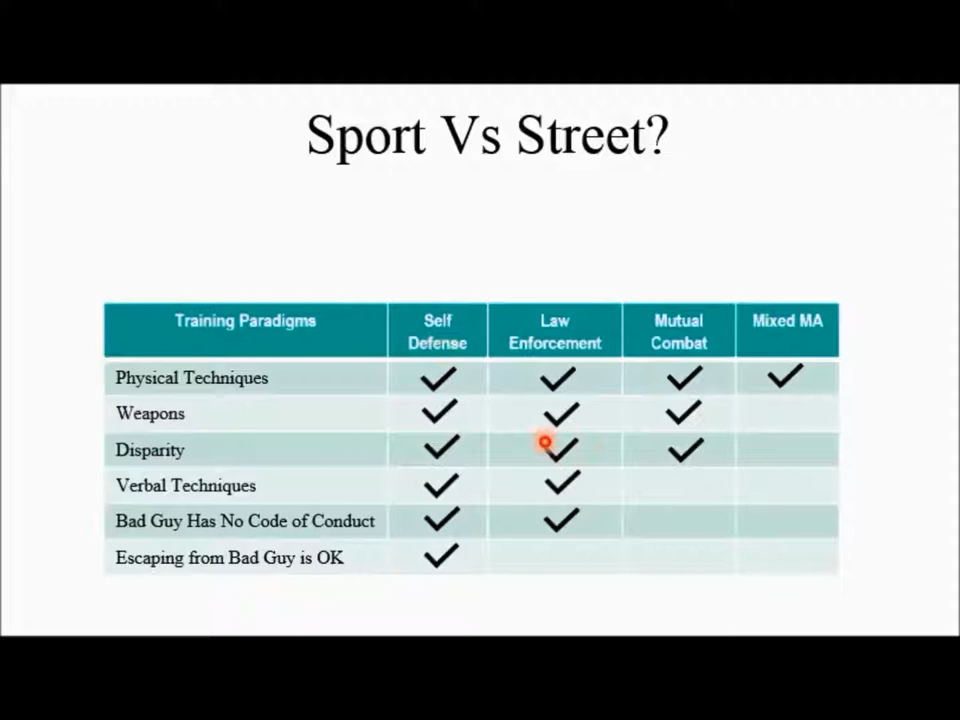 Sport Vs Street?
Training Paradigms Self Defense Law Enforcement Mutual Combat Mixed MA
Physical Techniques ✓ ✓ ✓ ✓
Weapons ✓ ✓ ✓
Disparity ✓ ✓ ✓
Verbal Techniques ✓ ✓
Bad Guy Has No Code of Conduct ✓ ✓
Escaping from Bad Guy is OK ✓